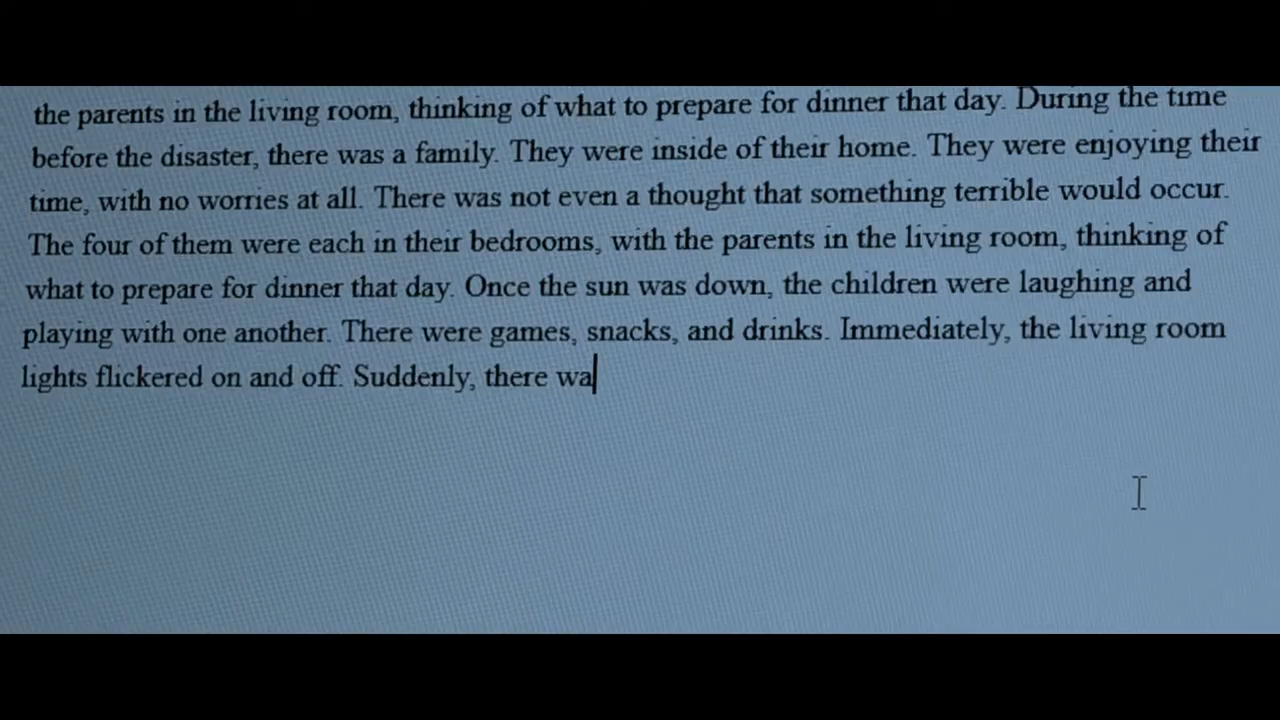 the parents in the living room, thinking of what to prepare for dinner that day. During the time
before the disaster, there was a family. They were inside of their home. They were enjoying their
time, with no worries at all. There was not even a thought that something terrible would occur.
The four of them were each in their bedrooms, with the parents in the living room, thinking of
what to prepare for dinner that day. Once the sun was down, the children were laughing and
playing with one another. There were games, snacks, and drinks. Immediately, the living room
lights flickered on and off. Suddenly, there wa